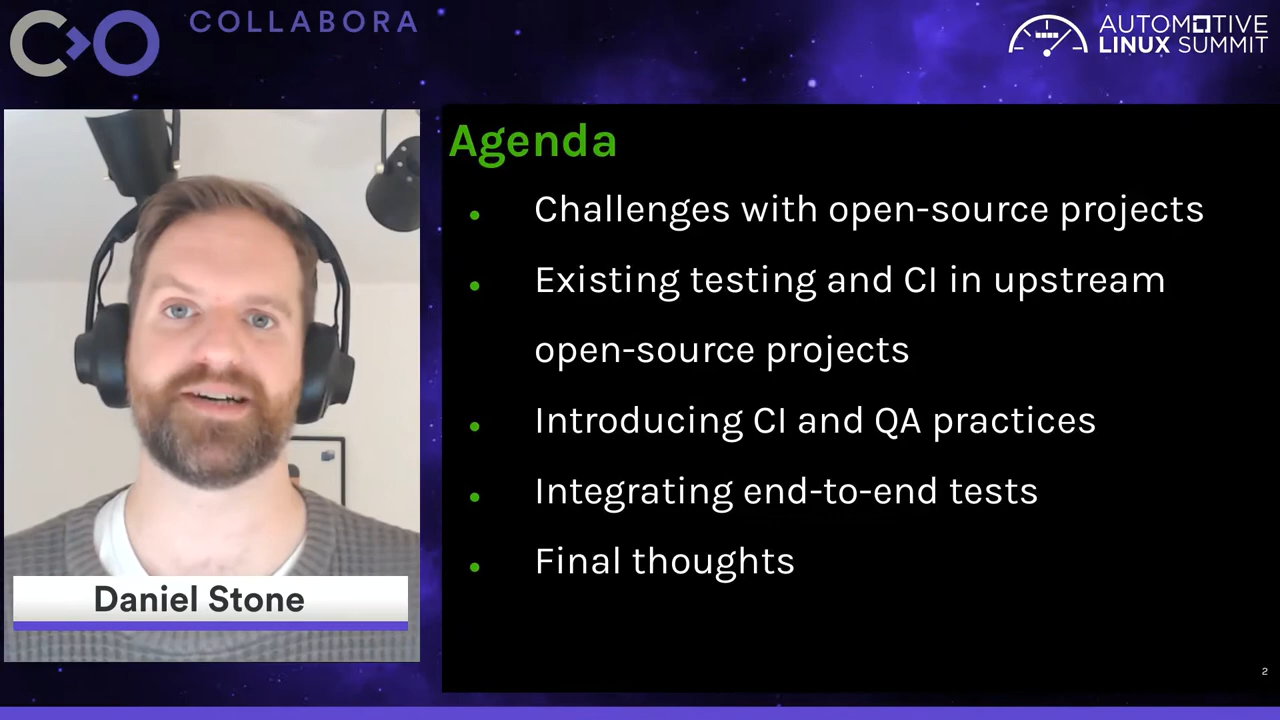 COLLABORA
AUTOMOTIVE
LINUX SUMMIT
Agenda
Challenges with open-source projects
Existing testing and CI in upstream
open-source projects
Introducing CI and QA practices
Integrating end-to-end tests
Final thoughts
Daniel Stone
2